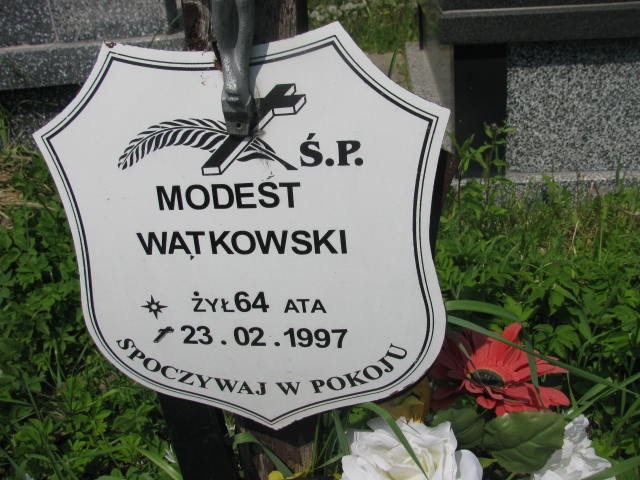 Ś.P.
MODEST
WĄTKOWSKI
ŻYŁ 64 ATA
23.02.1997
SPOCZYWAJ W POKOJU